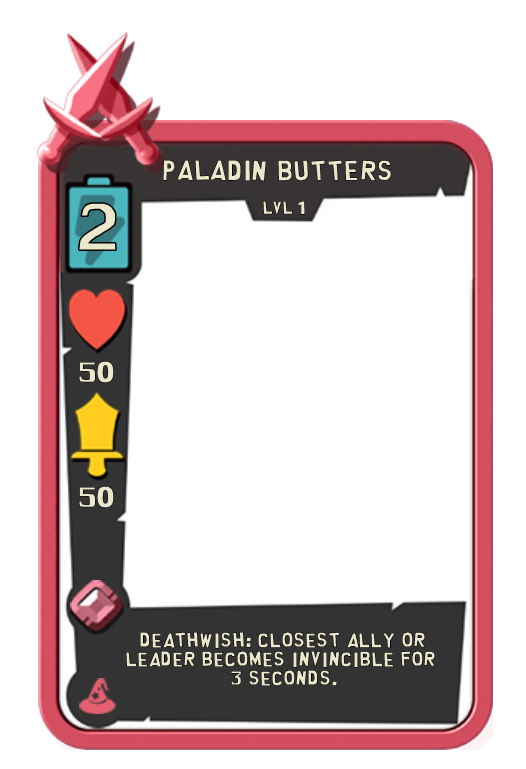 PALADIN BUTTERS
LVL 1
2
50
50
DEATHWISH: CLOSEST ALLY OR
LEADER BECOMES INVINCIBLE FOR
3 SECONDS.